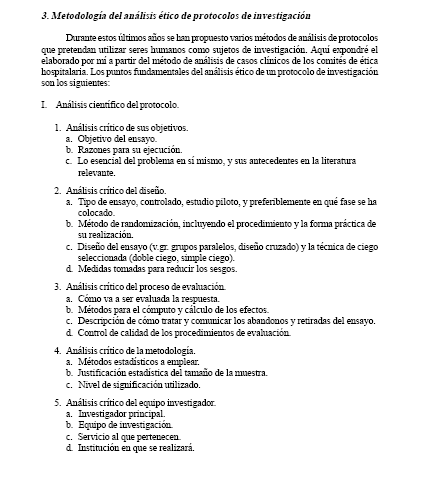 3. Metodología del análisis ético de protocolos de investigación
Durante estos últimos años se han propuesto varios métodos de análisis de protocolos
que pretendan utilizar seres humanos como sujetos de investigación. Aquí expondré el
elaborado por mí a partir del método de análisis de casos clínicos de los comités de ética
hospitalaria. Los puntos fundamentales del análisis ético de un protocolo de investigación
son los siguientes:
I. Análisis científico del protocolo.
1. Análisis crítico de sus objetivos.
a. Objetivo del ensayo.
b. Razones para su ejecución.
c. Lo esencial del problema en sí mismo, y sus antecedentes en la literatura
relevante.
2. Análisis crítico del diseño.
a. Tipo de ensayo, controlado, estudio piloto, y preferiblemente en qué fase se ha
colocado.
b. Método de randomización, incluyendo el procedimiento y la forma práctica de
su realización.
c. Diseño del ensayo (v.gr. grupos paralelos, diseño cruzado) y la técnica de ciego
seleccionada (doble ciego, simple ciego).
d. Medidas tomadas para reducir los sesgos.
3. Análisis crítico del proceso de evaluación.
a. Cómo va a ser evaluada la respuesta.
b. Métodos para el cómputo y cálculo de los efectos.
c. Descripción de cómo tratar y comunicar los abandonos y retiradas del ensayo.
d. Control de calidad de los procedimientos de evaluación.
4. Análisis crítico de la metodología.
a. Métodos estadísticos a emplear.
b. Justificación estadística del tamaño de la muestra.
c. Nivel de significación utilizado.
5. Análisis crítico del equipo investigador.
a. Investigador principal.
b. Equipo de investigación.
c. Servicio al que pertenecen.
d. Institución en que se realizará.